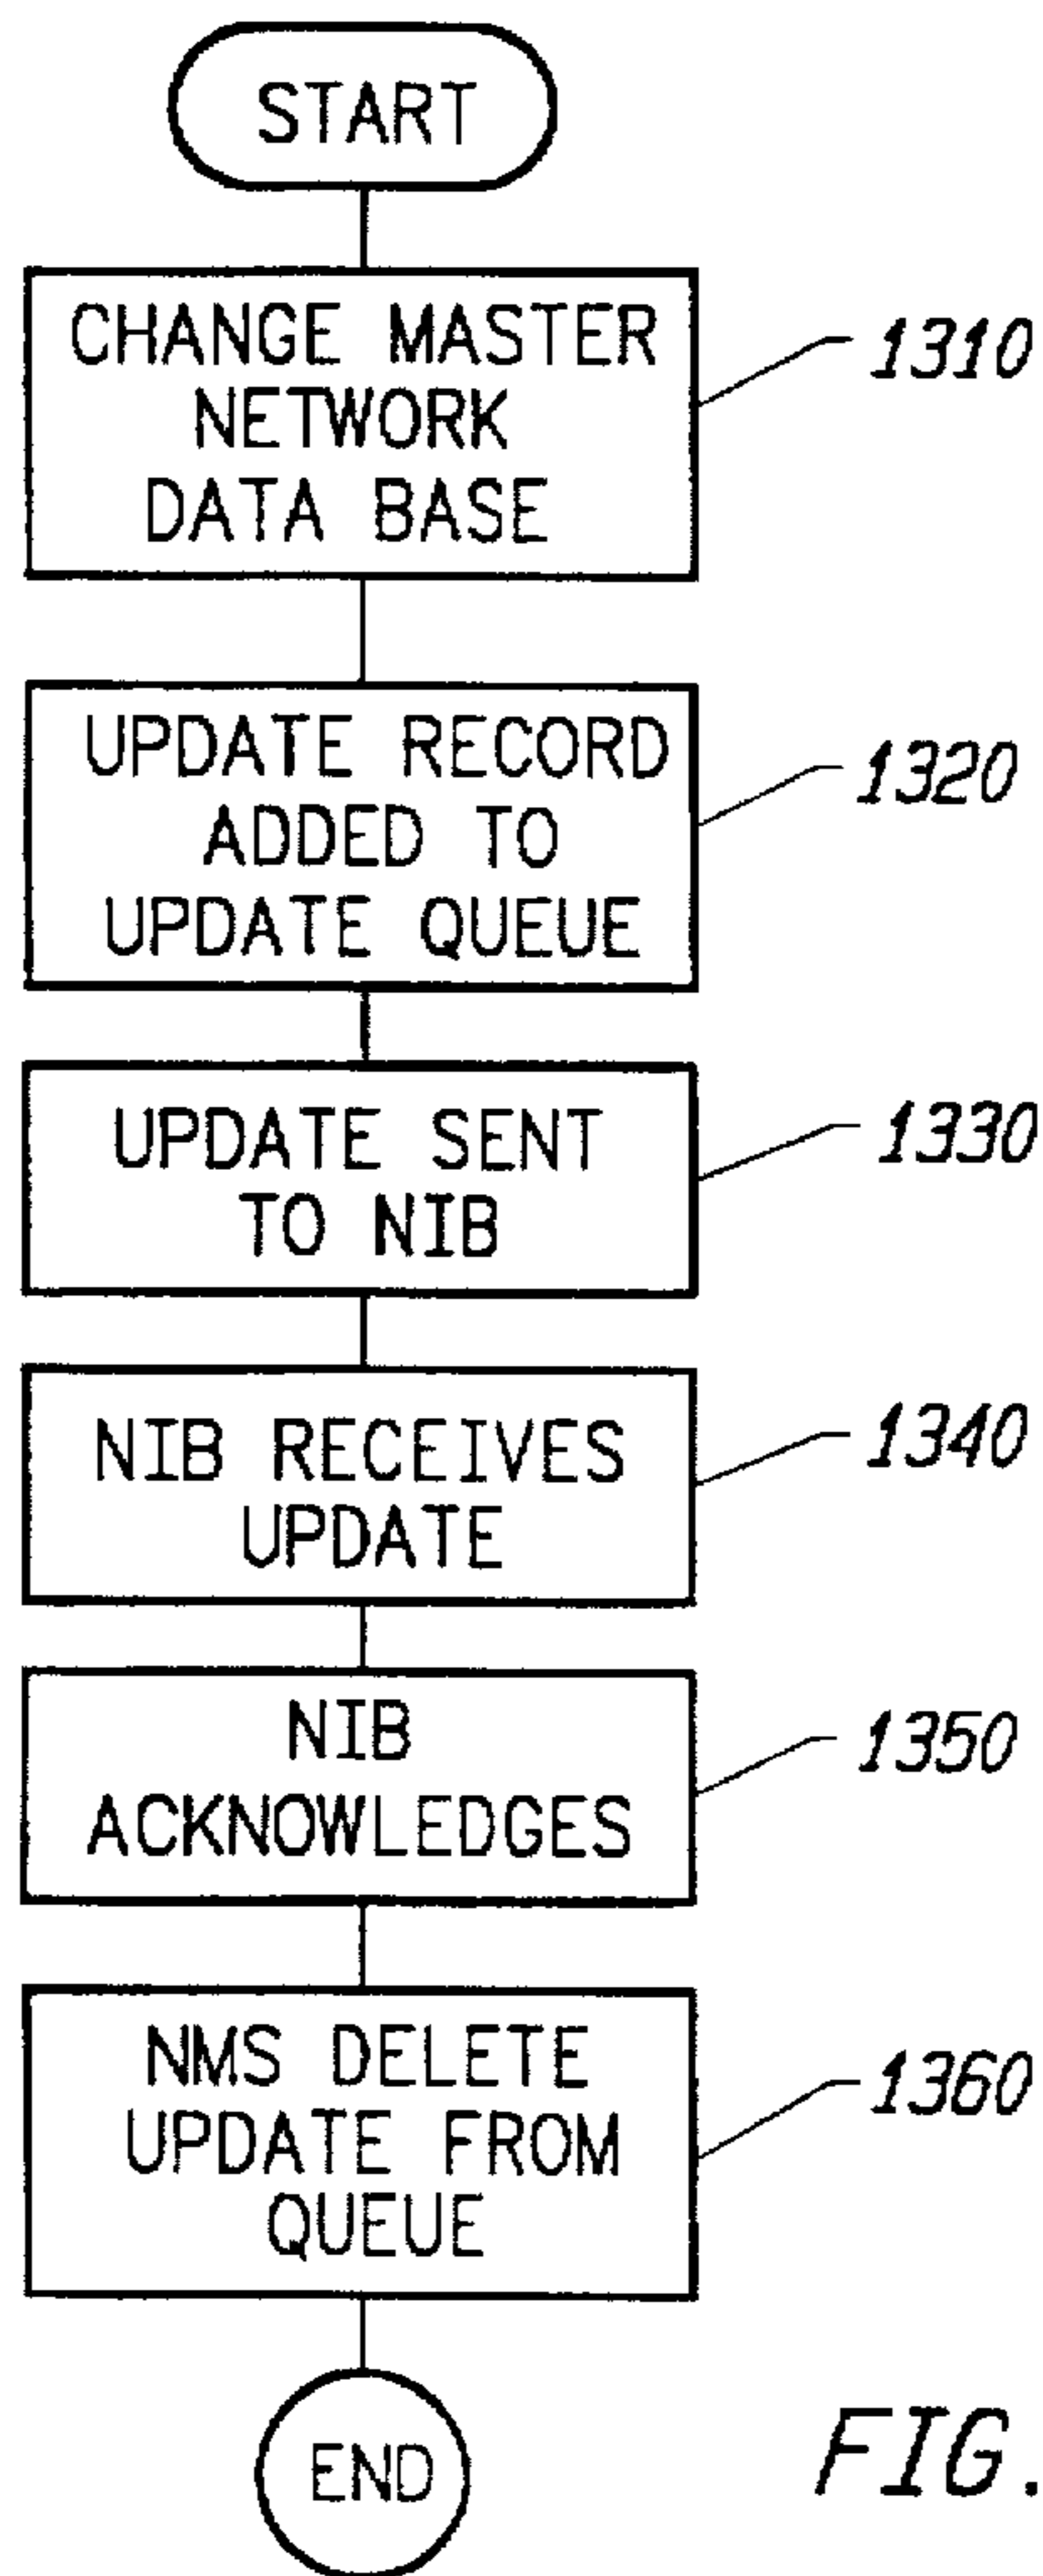 START
CHANGE MASTER
NETWORK
DATA BASE
1310
UPDATE RECORD
ADDED TO
UPDATE QUEUE
1320
UPDATE SENT
TO NIB
1330
NIB RECEIVES
UPDATE
1340
NIB
ACKNOWLEDGES
1350
NMS DELETE
UPDATE FROM
QUEUE
1360
END
FIG.